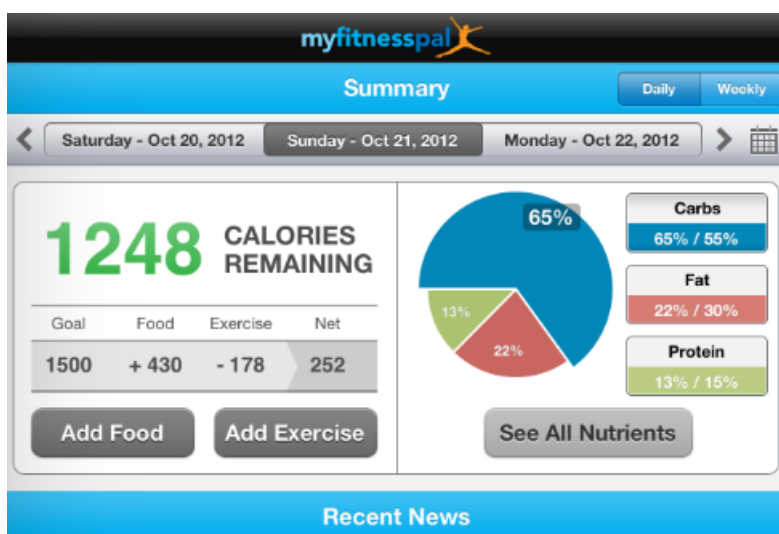 myfitnesspal
Summary
Daily Weekly
Saturday - Oct 20, 2012 Sunday - Oct 21, 2012 Monday - Oct 22, 2012
1248 CALORIES
REMAINING
Goal Food Exercise Net
1500 + 430 - 178 252
Add Food Add Exercise
65%
13%
22%
Carbs
65% / 55%
Fat
22% / 30%
Protein
13% / 15%
See All Nutrients
Recent News